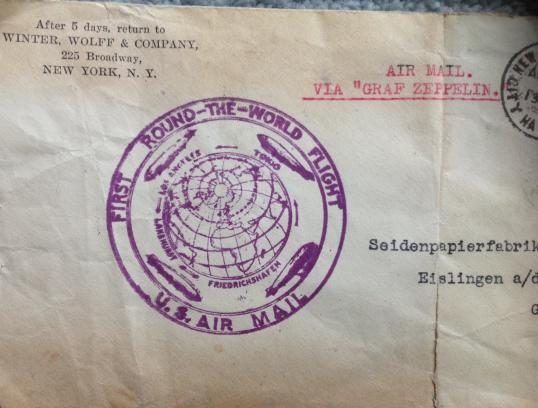 After 5 days, return to
WINTER, WOLFF & COMPANY,
225 Broadway,
NEW YORK, N. Y.
AIR MAIL.
VIA "GRAF ZEPPELIN.
FIRST ROUND-THE-WORLD FLIGHT
LOS ANGELES
TOKIO
LAKEHURST
FRIEDRICHSHAFEN
U.S. AIR MAIL
Seidenpapierfabrik
Eislingen a/d
G